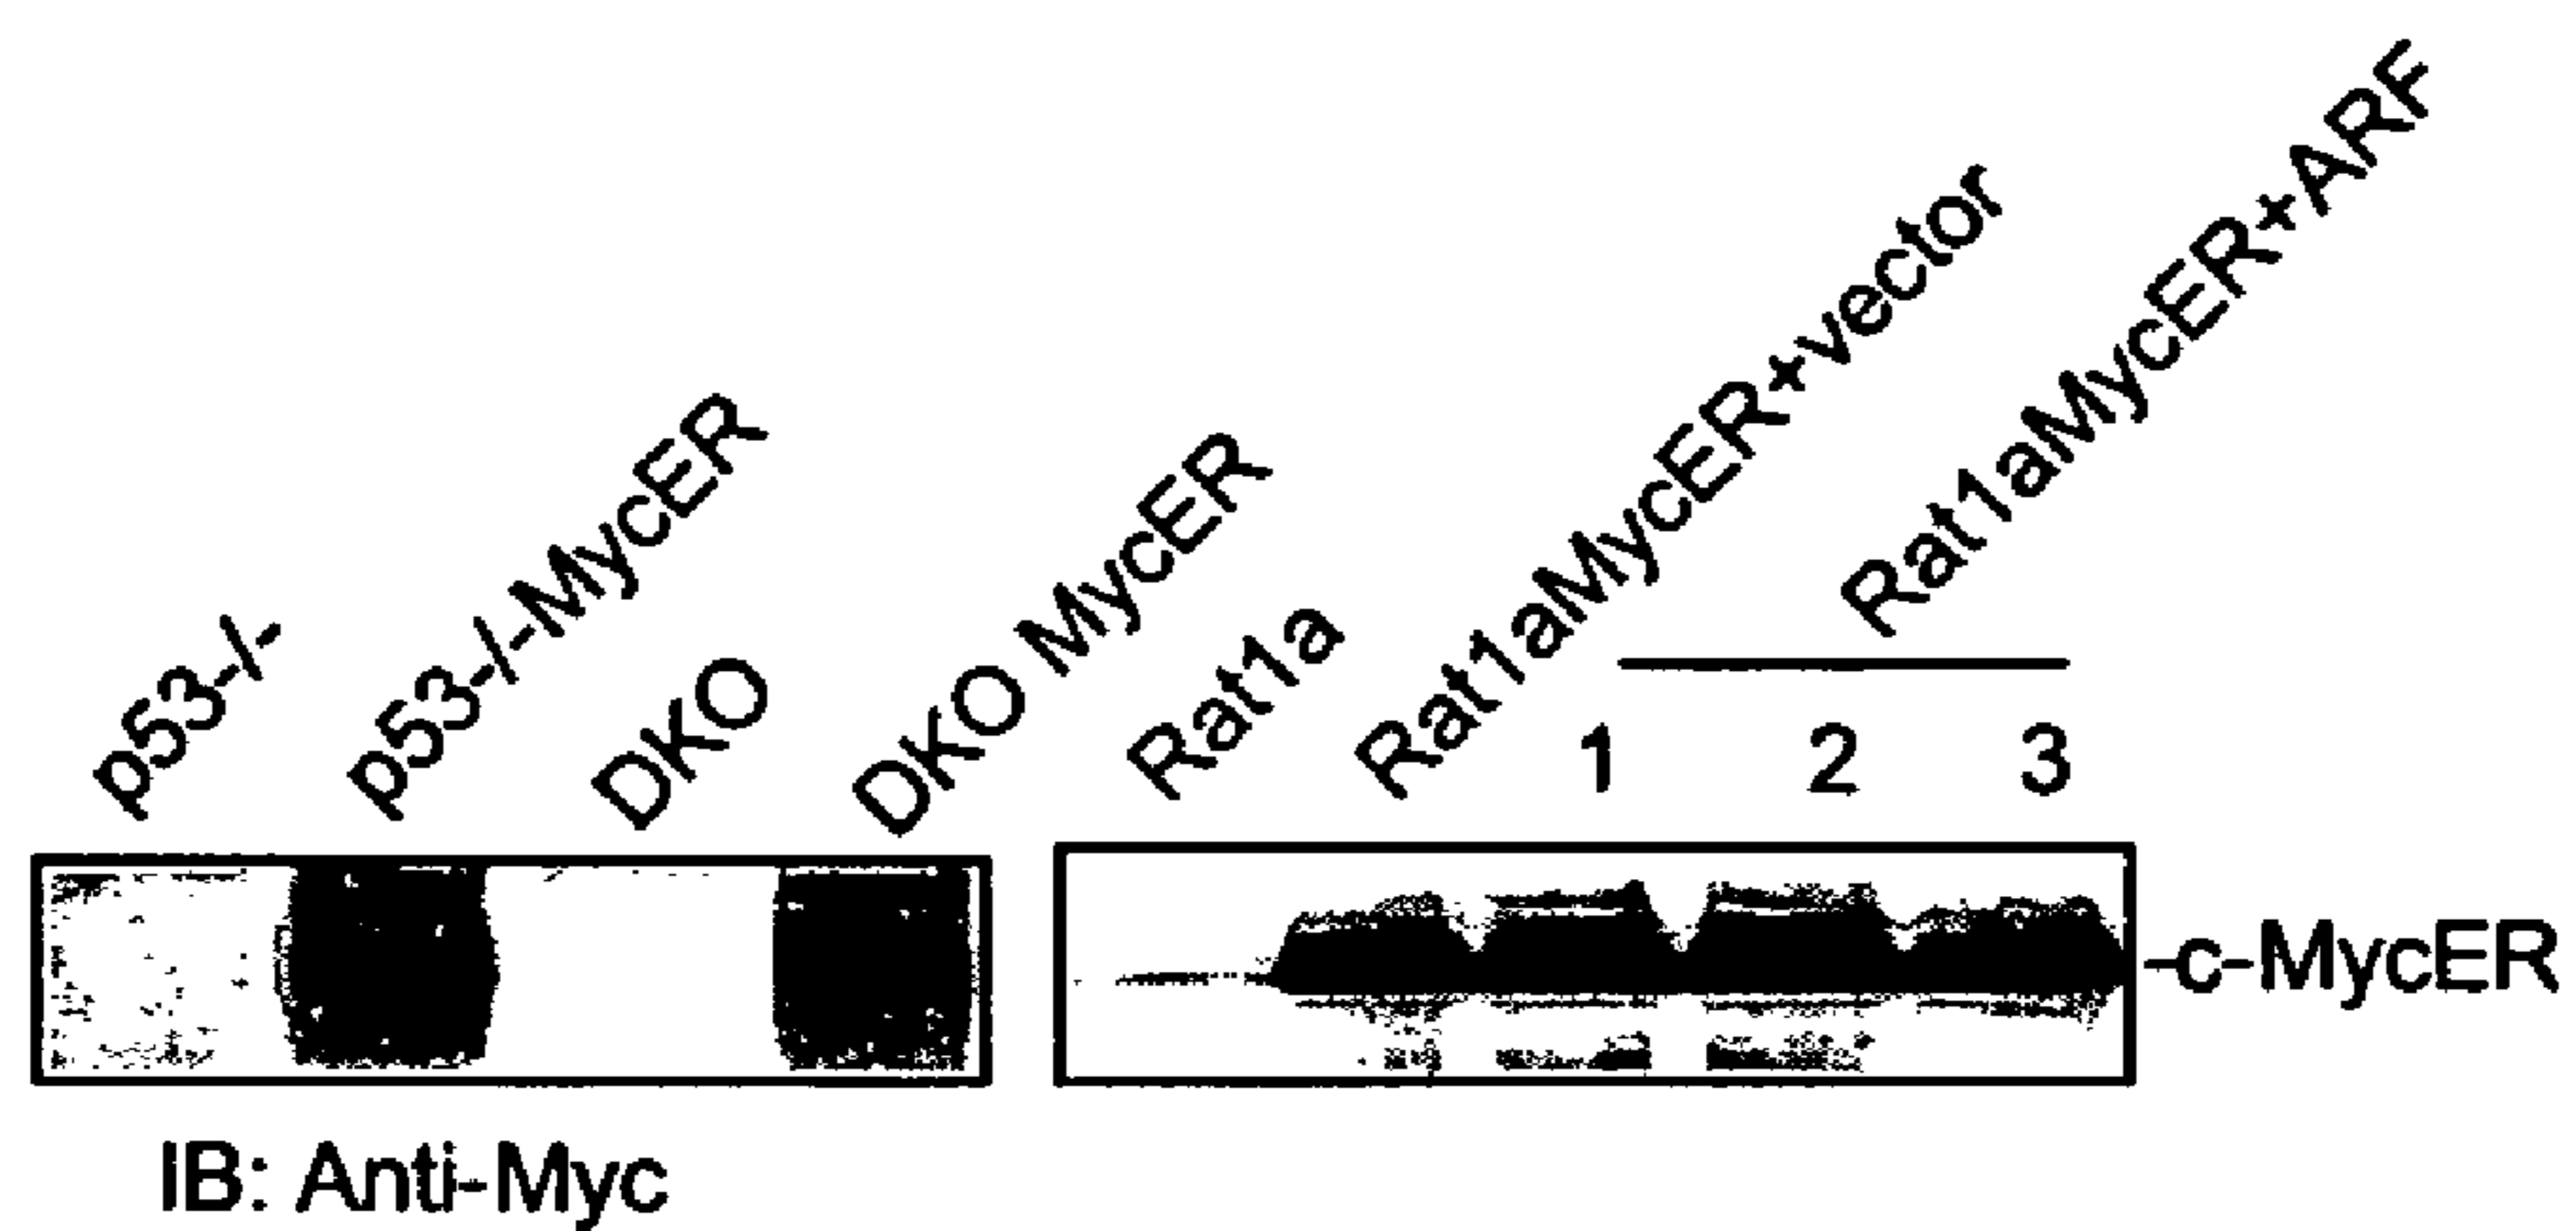 p53-/-
p53-/-MycER
DKO
DKO MycER
Rat1a
Rat1aMycER+vector
Rat1aMycER+ARF
1 2 3
-c-MycER
IB: Anti-Myc